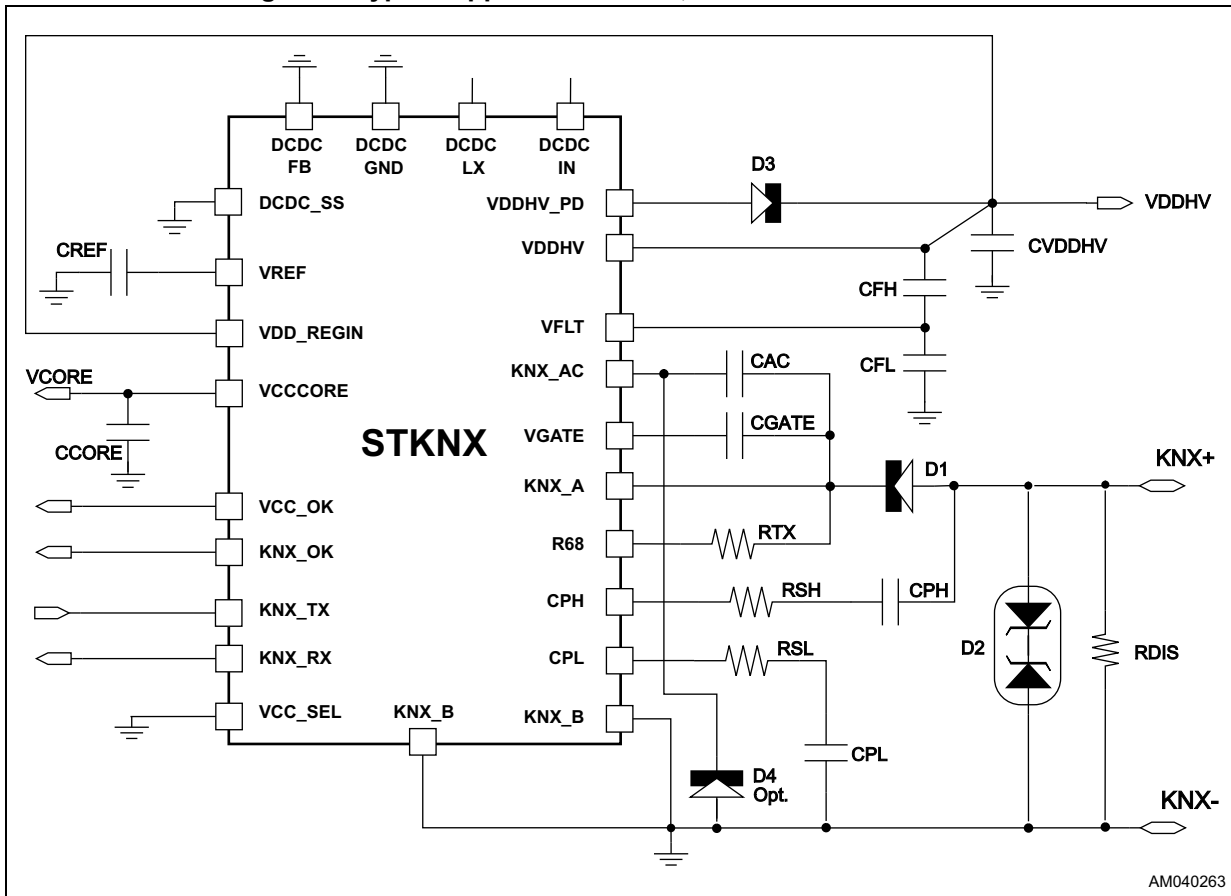 DCDC FB
DCDC GND
DCDC LX
DCDC IN
D3
DCDC_SS
VDDHV_PD
VDDHV
CREF
VREF
VDDHV
CVDDHV
CFH
VDD_REGIN
VFLT
VCORE
VCCCORE
KNX_AC
CAC
CFL
CCORE
STKNX
VGATE
CGATE
KNX_A
D1
KNX+
VCC_OK
R68
RTX
KNX_OK
CPH
RSH
CPH
KNX_TX
KNX_RX
CPL
RSL
D2
RDIS
VCC_SEL
KNX_B
KNX_B
D4
Opt.
CPL
KNX-
AM040263